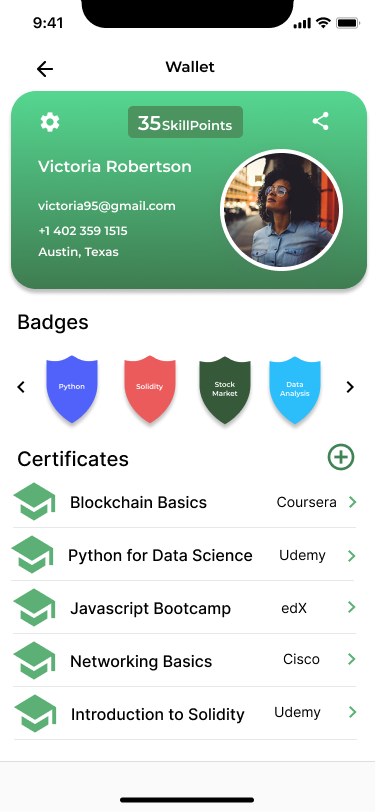 9:41
Wallet
35 SkillPoints
Victoria Robertson
victoria95@gmail.com
+1 402 359 1515
Austin, Texas
Badges
Python
Solidity
Stock
Market
Data
Analysis
Certificates
Blockchain Basics Coursera
Python for Data Science Udemy
Javascript Bootcamp edX
Networking Basics Cisco
Introduction to Solidity Udemy